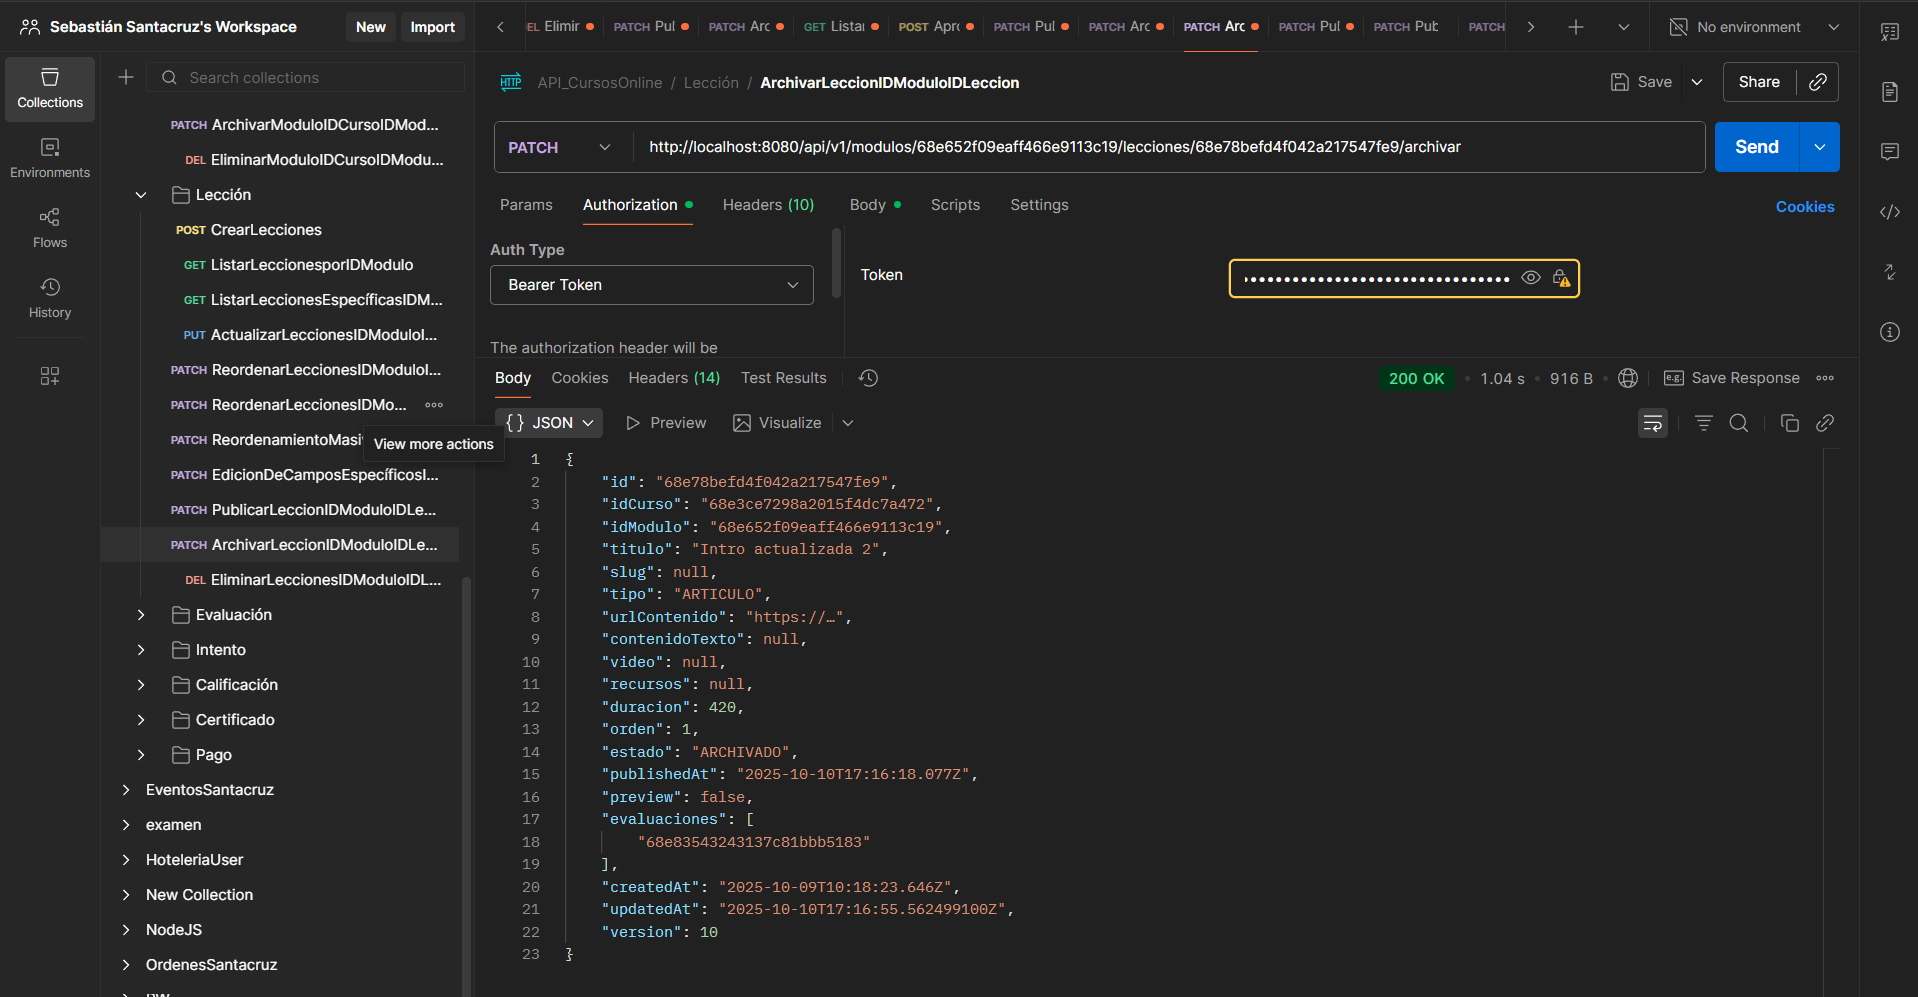 Sebastián Santacruz's Workspace
New
Import
EL Elimir
PATCH Pul
PATCH Arc
GET Listar
POST Apro
PATCH Pul
PATCH Arc
PATCH Arc
PATCH Pul
PATCH Pub
PATCH
No environment
Collections
Environments
Flows
History
Search collections
PATCH ArchivarModuloIDCursoIDMod...
DEL EliminarModuloIDCursoIDModu...
Lección
POST CrearLecciones
GET ListarLeccionesporIDModulo
GET ListarLeccionesEspecíficasIDM...
PUT ActualizarLeccionesIDModuloI...
PATCH ReordenarLeccionesIDModuloI...
PATCH ReordenarLeccionesIDMo...
PATCH ReordenamientoMasi
View more actions
PATCH EdicionDeCamposEspecíficosI...
PATCH PublicarLeccionIDModuloIDLe...
PATCH ArchivarLeccionIDModuloIDLe...
DEL EliminarLeccionesIDModuloIDL...
Evaluación
Intento
Calificación
Certificado
Pago
EventosSantacruz
examen
HoteleriaUser
New Collection
NodeJS
OrdenesSantacruz
HTTP API_CursosOnline / Lección / ArchivarLeccionIDModuloIDLeccion
Save
Share
PATCH
http://localhost:8080/api/v1/modulos/68e652f09eaff466e9113c19/lecciones/68e78befd4f042a217547fe9/archivar
Send
Params
Authorization
Headers (10)
Body
Scripts
Settings
Cookies
Auth Type
Bearer Token
The authorization header will be
Token
Body
Cookies
Headers (14)
Test Results
200 OK
1.04 s
916 B
e.g. Save Response
{} JSON
Preview
Visualize
1 {
2 "id": "68e78befd4f042a217547fe9",
3 "idCurso": "68e3ce7298a2015f4dc7a472",
4 "idModulo": "68e652f09eaff466e9113c19",
5 "titulo": "Intro actualizada 2",
6 "slug": null,
7 "tipo": "ARTICULO",
8 "urlContenido": "https://…",
9 "contenidoTexto": null,
10 "video": null,
11 "recursos": null,
12 "duracion": 420,
13 "orden": 1,
14 "estado": "ARCHIVADO",
15 "publishedAt": "2025-10-10T17:16:18.077Z",
16 "preview": false,
17 "evaluaciones": [
18 "68e83543243137c81bbb5183"
19 ],
20 "createdAt": "2025-10-09T10:18:23.646Z",
21 "updatedAt": "2025-10-10T17:16:55.562499100Z",
22 "version": 10
23 }